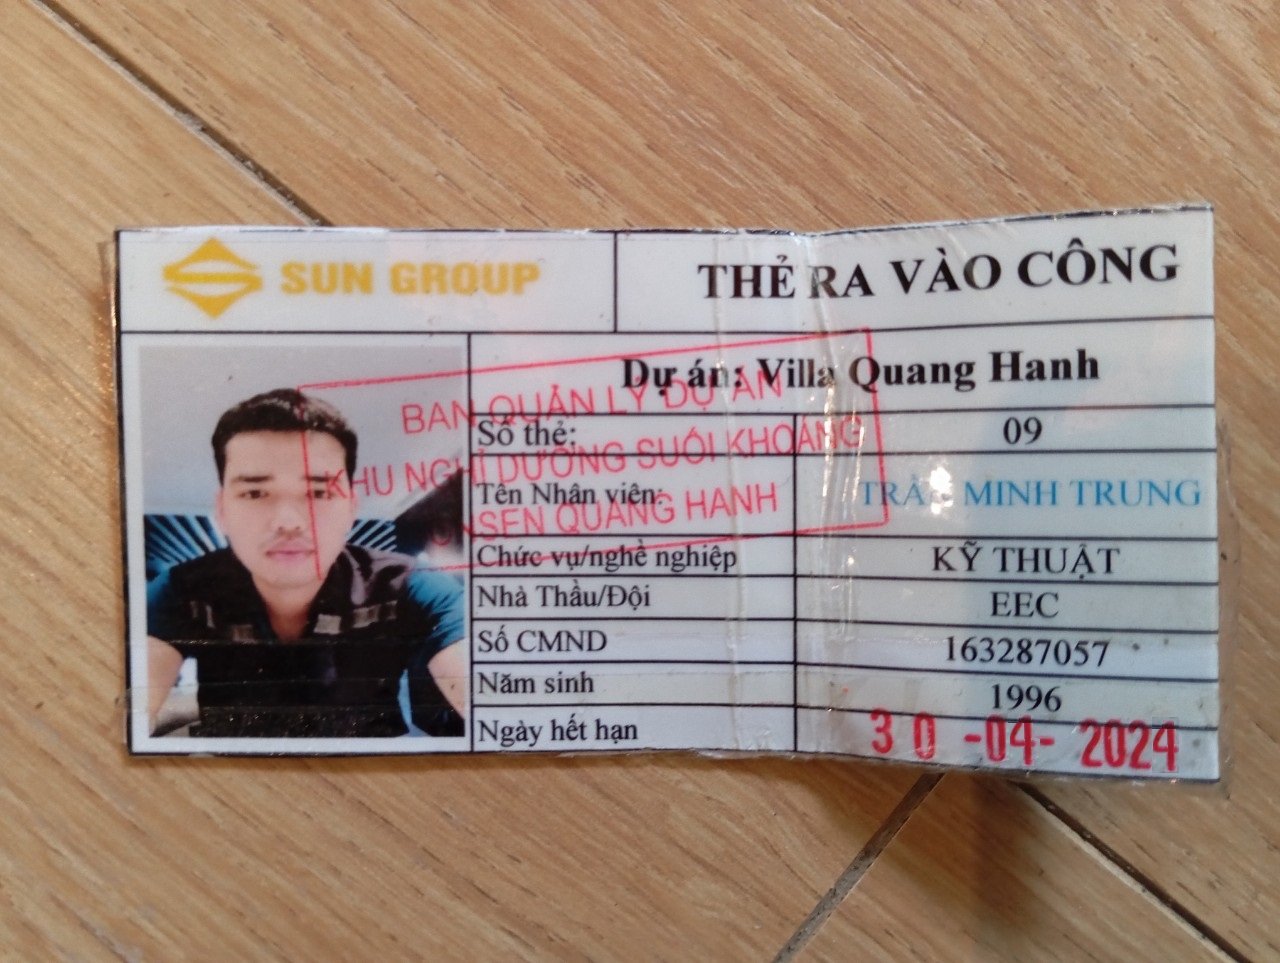 SUN GROUP
THẺ RA VÀO CÔNG
Dự án: Villa Quang Hanh
BAN QUẢN LÝ DỰ ÁN
KHU NGHỈ DƯỠNG SUỐI KHOÁNG
QUANG HANH
Số thẻ: 09
Tên Nhân viên: TRẦN MINH TRUNG
Chức vụ/nghề nghiệp KỸ THUẬT
Nhà Thầu/Đội EEC
Số CMND 163287057
Năm sinh 1996
Ngày hết hạn 30-04-2024